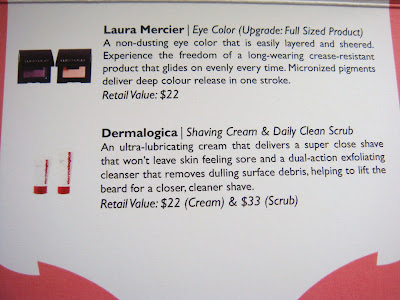 Laura Mercier | Eye Color (Upgrade: Full Sized Product)
A non-dusting eye color that is easily layered and sheered.
Experience the freedom of a long-wearing crease-resistant
product that glides on evenly every time. Micronized pigments
deliver deep colour release in one stroke.
Retail Value: $22
Dermalogica | Shaving Cream & Daily Clean Scrub
An ultra-lubricating cream that delivers a super close shave
that won't leave skin feeling sore and a dual-action exfoliating
cleanser that removes dulling surface debris, helping to lift the
beard for a closer, cleaner shave.
Retail Value: $22 (Cream) & $33 (Scrub)